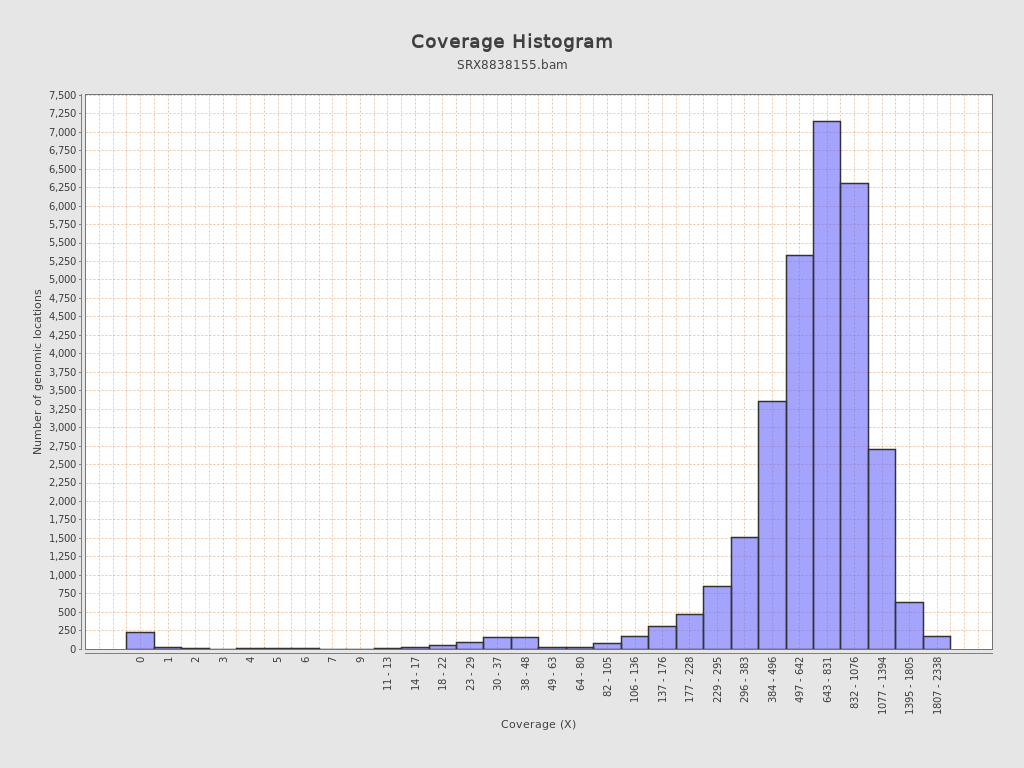 Coverage Histogram
SRX8838155.bam
Number of genomic locations
7,500
7,250
7,000
6,750
6,500
6,250
6,000
5,750
5,500
5,250
5,000
4,750
4,500
4,250
4,000
3,750
3,500
3,250
3,000
2,750
2,500
2,250
2,000
1,750
1,500
1,250
1,000
750
500
250
0
0
1
2
3
4
5
6
7
9
11 - 13
14 - 17
18 - 22
23 - 29
30 - 37
38 - 48
49 - 63
64 - 80
82 - 105
106 - 136
137 - 176
177 - 228
229 - 295
296 - 383
384 - 496
497 - 642
643 - 831
832 - 1076
1077 - 1394
1395 - 1805
1807 - 2338
Coverage (X)